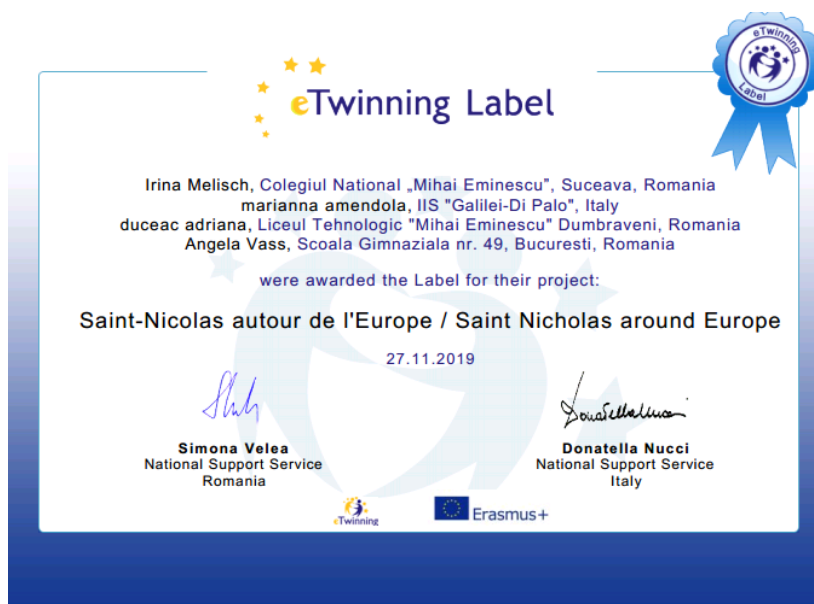 eTwinning
Label
eTwinning Label
Irina Melisch, Colegiul National „Mihai Eminescu", Suceava, Romania
marianna amendola, IIS "Galilei-Di Palo", Italy
duceac adriana, Liceul Tehnologic "Mihai Eminescu" Dumbraveni, Romania
Angela Vass, Scoala Gimnaziala nr. 49, Bucuresti, Romania
were awarded the Label for their project:
Saint-Nicolas autour de l'Europe / Saint Nicholas around Europe
27.11.2019
Simona Velea
National Support Service
Romania
Donatella Nucci
National Support Service
Italy
eTwinning
Erasmus+